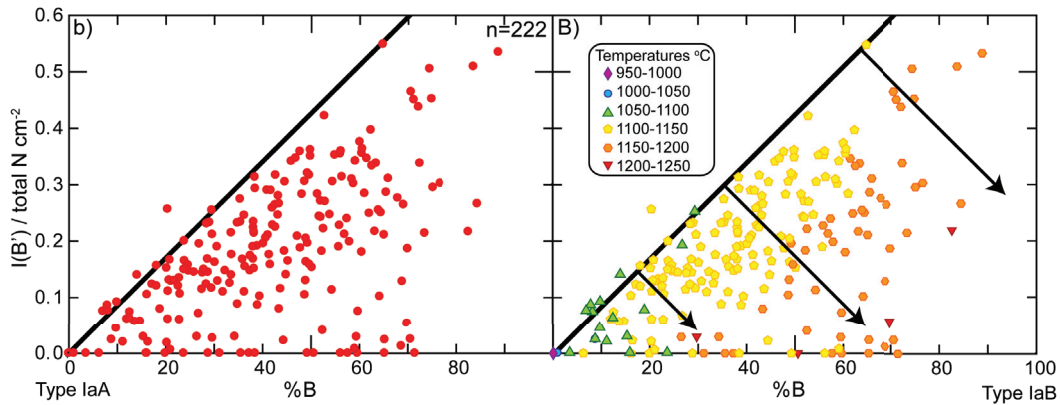 b)
n=222
B)
0.6
0.5
0.4
0.3
0.2
0.1
0.0
I(B') / total N cm⁻²
Temperatures ºC
950-1000
1000-1050
1050-1100
1100-1150
1150-1200
1200-1250
0 20 40 60 80
20 40 60 80 100
Type IaA %B
%B Type IaB